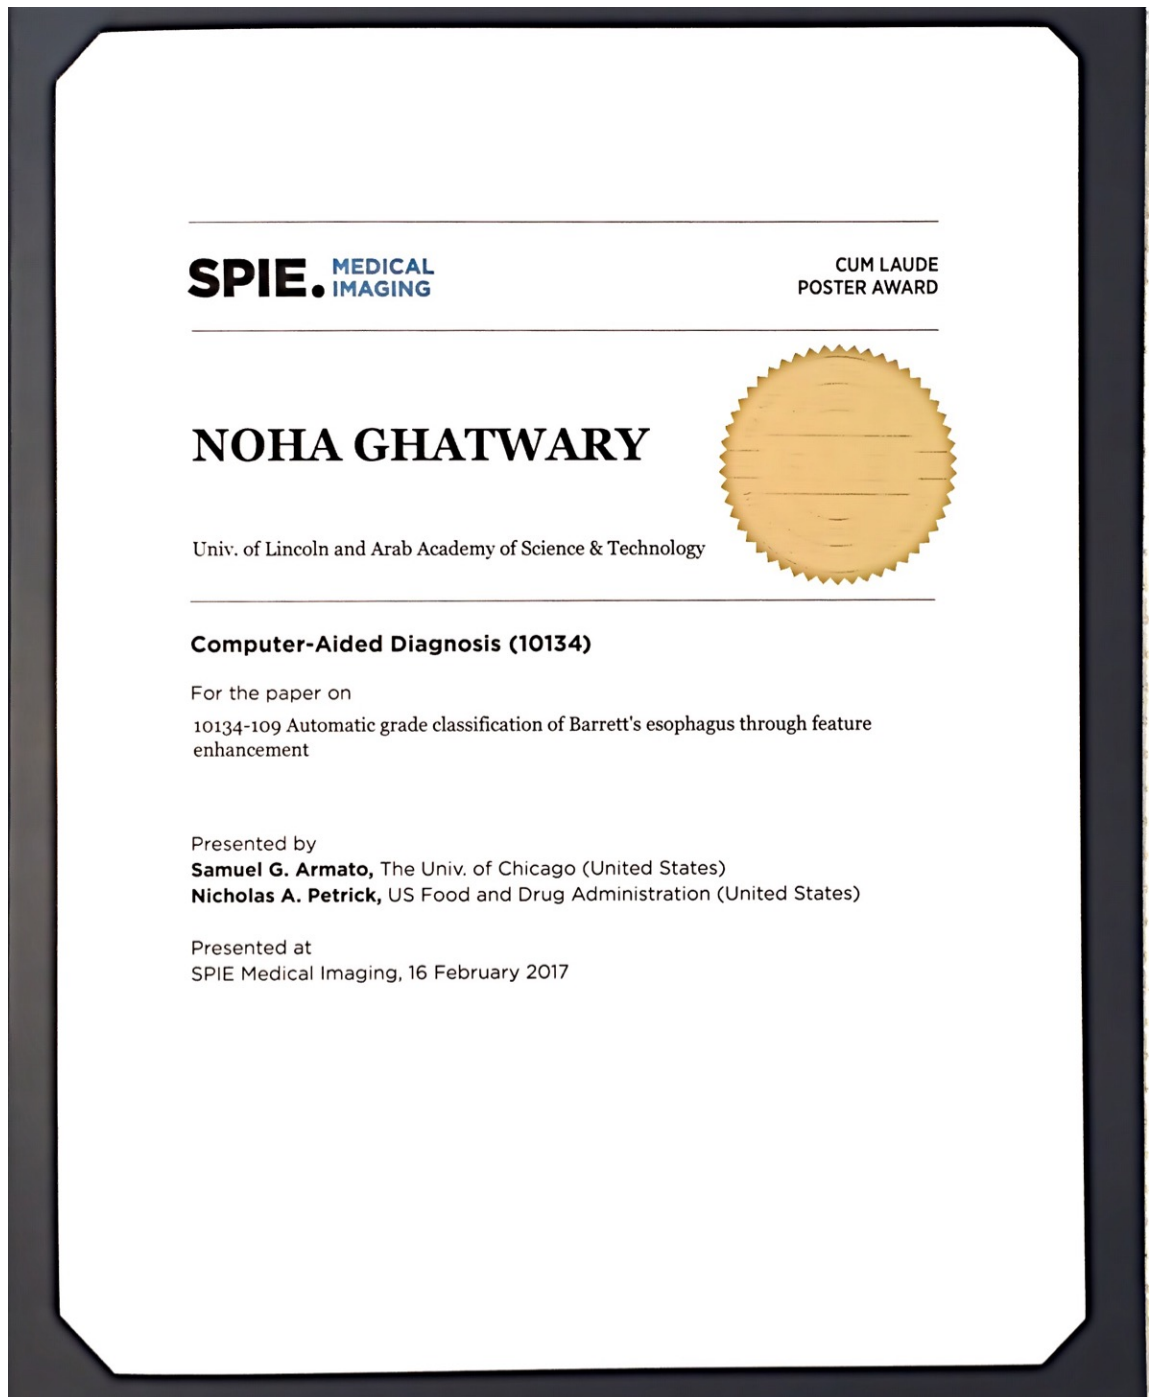 SPIE. MEDICAL IMAGING
CUM LAUDE
POSTER AWARD
NOHA GHATWARY
Univ. of Lincoln and Arab Academy of Science & Technology
Computer-Aided Diagnosis (10134)
For the paper on
10134-109 Automatic grade classification of Barrett's esophagus through feature
enhancement
Presented by
Samuel G. Armato, The Univ. of Chicago (United States)
Nicholas A. Petrick, US Food and Drug Administration (United States)
Presented at
SPIE Medical Imaging, 16 February 2017